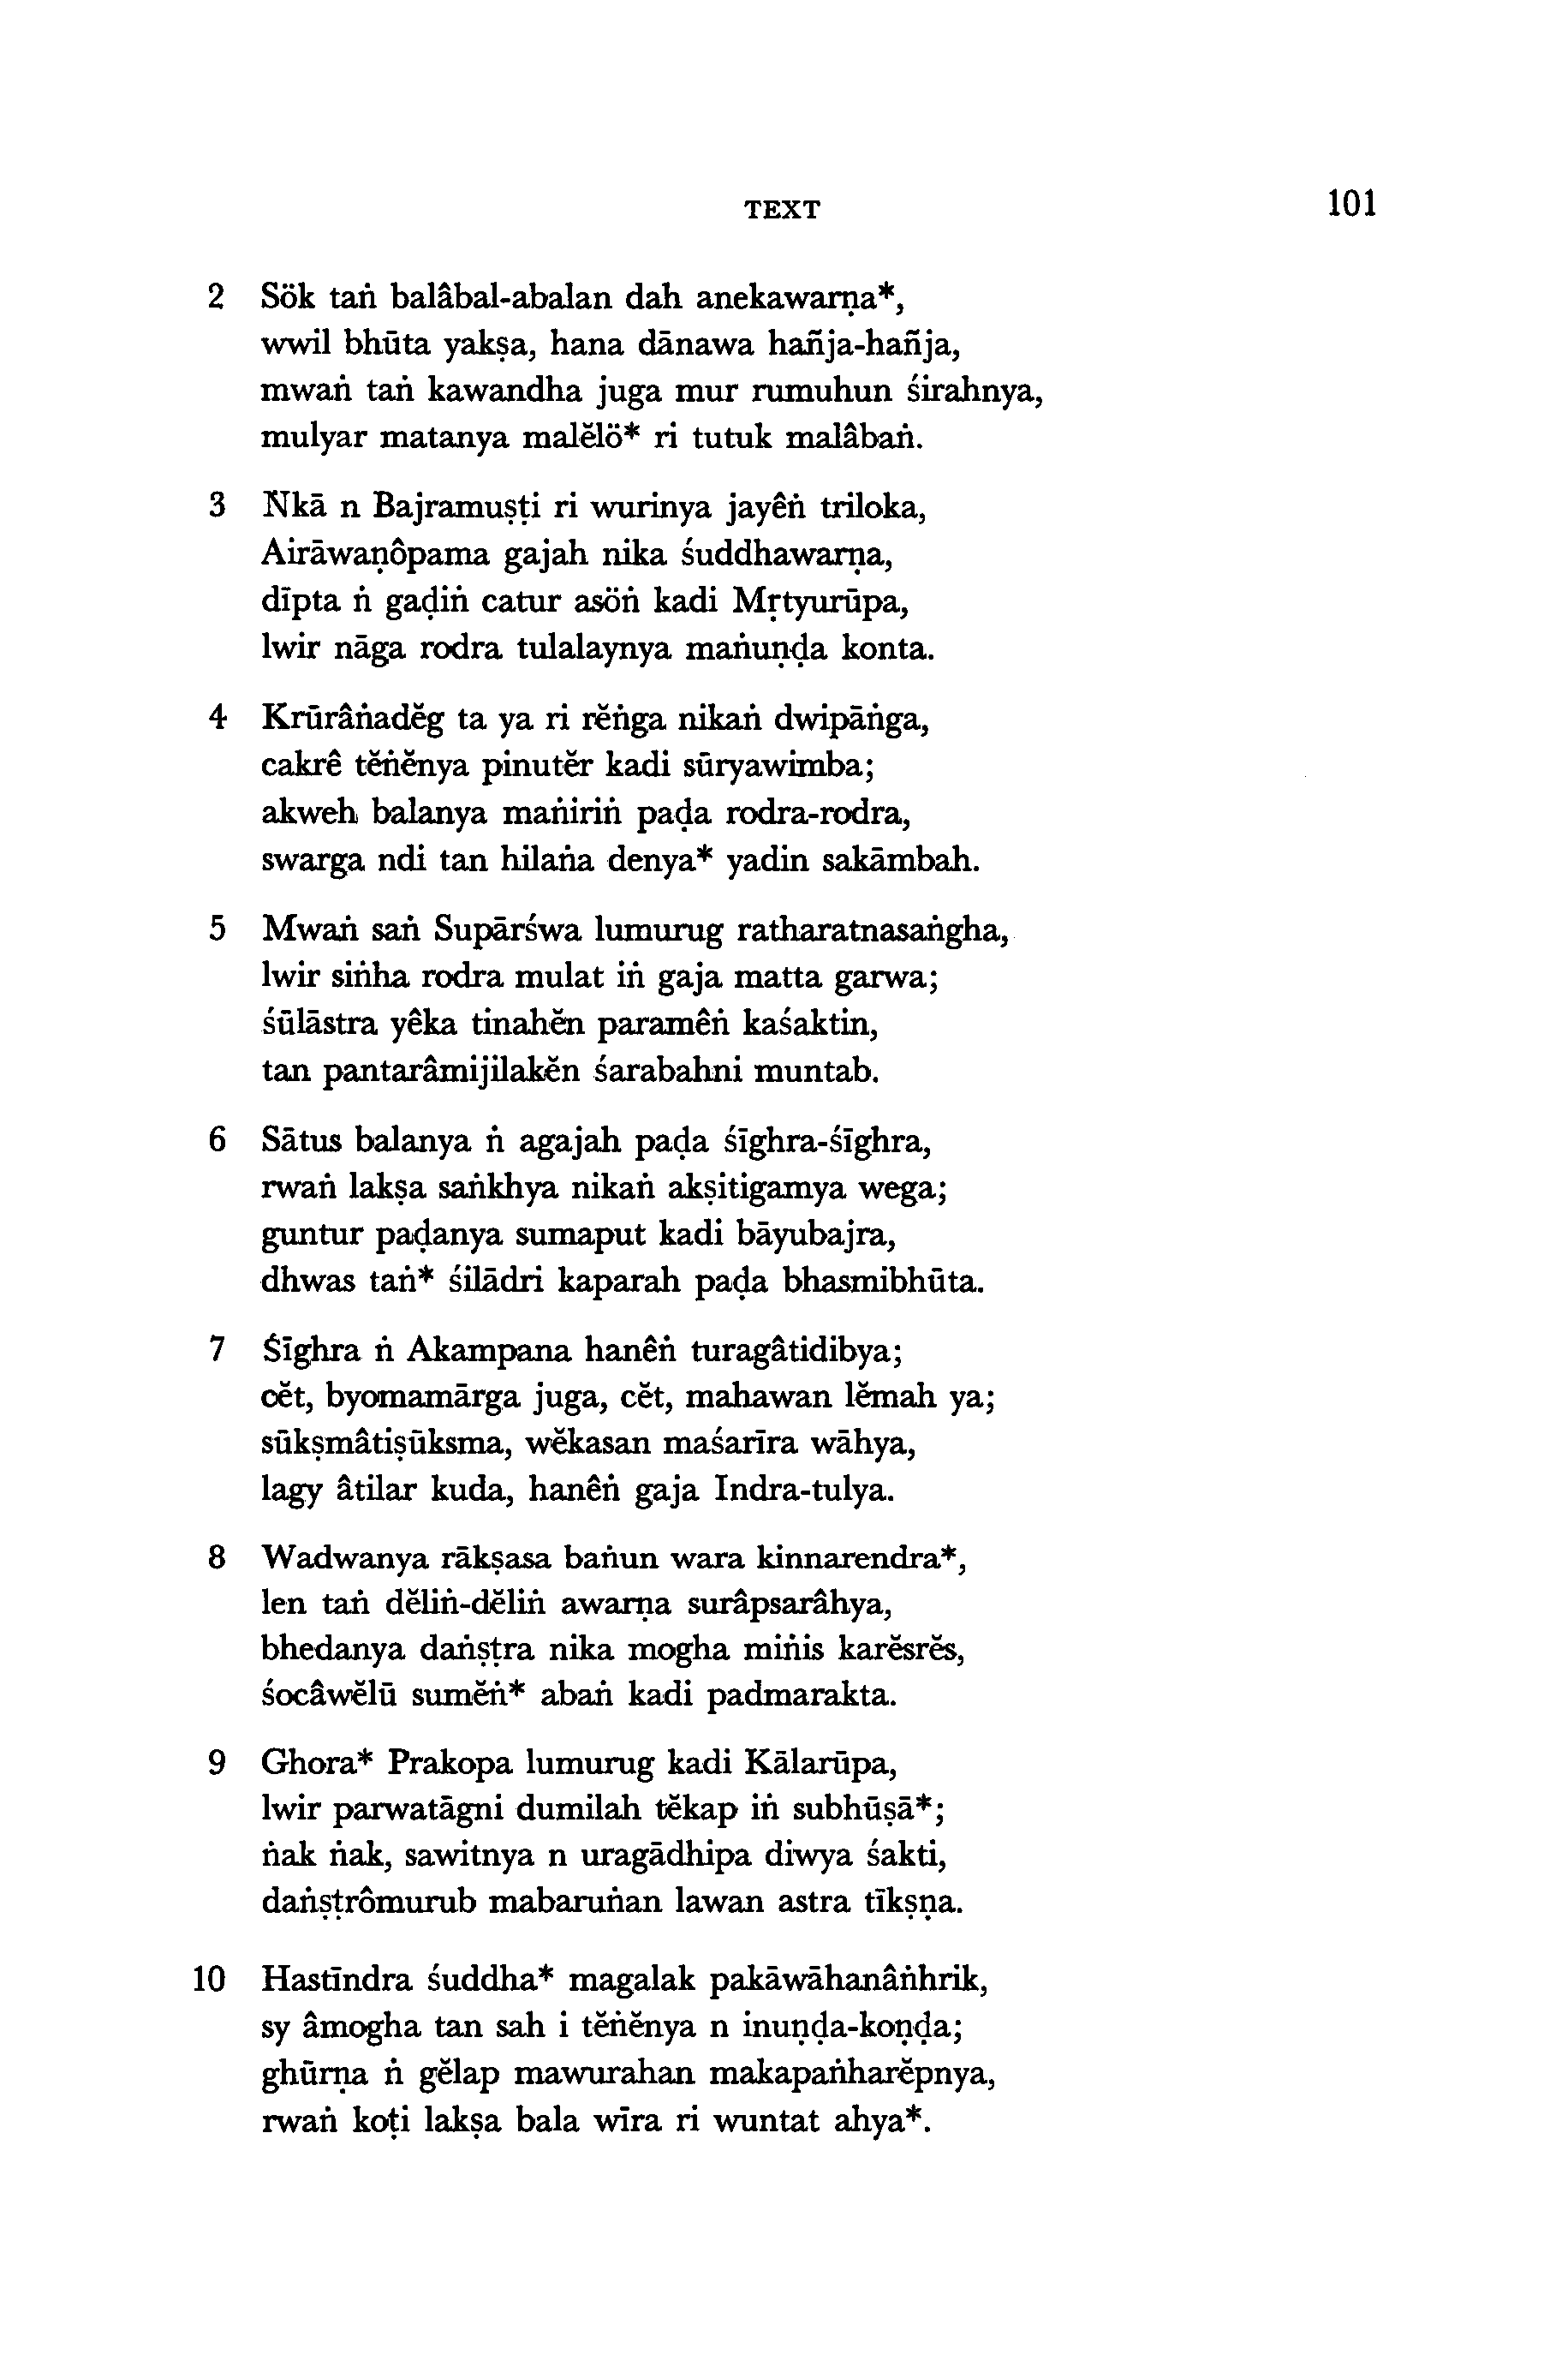 TEXT 101
2 Sök taṅ balâbal-abalan dah anekawarṇa*,
wwil bhūta yakṣa, hana dānawa hañja-hañja,
mwaṅ taṅ kawandha juga mur rumuhun śirahnya,
mulyar matanya malĕlö* ri tutuk malâbaṅ.
3 Ṅkā n Bajramuṣṭi ri wurinya jayêṅ triloka,
Airāwaṇôpama gajah nika śuddhawarṇa,
dīpta ṅ gaḍiṅ catur asöṅ kadi Mṛtyurūpa,
lwir nāga rodra tulalaynya maṅuṇḍa konta.
4 Krūrâṅadĕg ta ya ri rĕṅga nikaṅ dwipāṅga,
cakrê tĕṅĕnya pinutĕr kadi sūryawimba;
akweh balanya maṅiriṅ paḍa rodra-rodra,
swarga ndi tan hilaṅa denya* yadin sakāmbah.
5 Mwaṅ saṅ Supārśwa lumurug ratharatnasaṅgha,
lwir siṅha rodra mulat iṅ gaja matta garwa;
śūlāstra yêka tinahĕn paramêṅ kaśaktin,
tan pantarâmijilakĕn śarabahni muntab.
6 Sātus balanya ṅ agajah paḍa śīghra-śīghra,
rwaṅ lakṣa saṅkhya nikaṅ akṣitigamya wega;
guntur paḍanya sumaput kadi bāyubajra,
dhwas taṅ* śilādri kaparah paḍa bhasmibhūta.
7 Śīghra ṅ Akampana hanêṅ turagâtidibya;
cĕt, byomamārga juga, cĕt, mahawan lĕmah ya;
sūkṣmâtiṣūksma, wĕkasan maśarīra wāhya,
lagy âtilar kuda, hanêṅ gaja Indra-tulya.
8 Wadwanya rākṣasa baṅun wara kinnarendra*,
len taṅ dĕliṅ-dĕliṅ awarṇa surâpsarâhya,
bhedanya daṅṣṭra nika mogha miṅis karĕsrĕs,
śocâwĕlū sumĕṅ* abaṅ kadi padmarakta.
9 Ghora* Prakopa lumurug kadi Kālarūpa,
lwir parwatāgni dumilah tĕkap iṅ subhūṣā*;
ṅak ṅak, sawitnya n uragādhipa diwya śakti,
daṅṣṭrômurub mabaruṅan lawan astra tīkṣṇa.
10 Hastīndra śuddha* magalak pakāwāhanâṅhrik,
sy âmogha tan sah i tĕṅĕnya n inuṇḍa-koṇḍa;
ghūrṇa ṅ gĕlap mawurahan makapaṅharĕpnya,
rwaṅ koṭi lakṣa bala wīra ri wuntat ahya*.